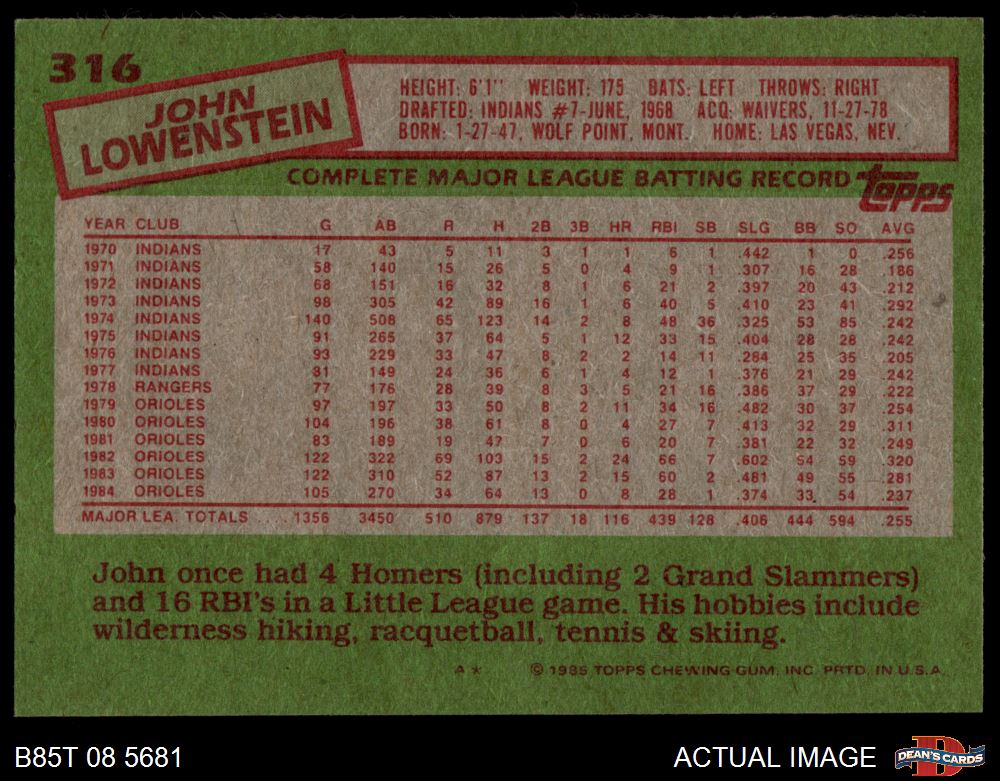 316
JOHN
LOWENSTEIN
HEIGHT: 6'1" WEIGHT: 175 BATS: LEFT THROWS: RIGHT
DRAFTED: INDIANS #7-JUNE, 1968 ACQ: WAIVERS, 11-27-78
BORN: 1-27-47, WOLF POINT, MONT. HOME: LAS VEGAS, NEV.
COMPLETE MAJOR LEAGUE BATTING RECORD topps
YEAR CLUB G AB R H 2B 3B HR RBI SB SLG BB SO AVG
1970 INDIANS 17 43 5 11 3 1 1 6 1 .442 1 0 .256
1971 INDIANS 58 140 15 26 5 0 4 9 1 .307 16 28 .186
1972 INDIANS 68 151 16 32 8 1 6 21 2 .397 20 43 .212
1973 INDIANS 98 305 42 89 16 1 6 40 5 .410 23 41 .292
1974 INDIANS 140 508 65 123 14 2 8 48 36 .325 53 85 .242
1975 INDIANS 91 265 37 64 5 1 12 33 15 .404 28 28 .242
1976 INDIANS 93 229 33 47 8 2 2 14 11 .284 25 35 .205
1977 INDIANS 81 149 24 36 6 1 4 12 1 .376 21 29 .242
1978 RANGERS 77 176 28 39 8 3 5 21 16 .386 37 29 .222
1979 ORIOLES 97 197 33 50 8 2 11 34 16 .482 30 37 .254
1980 ORIOLES 104 196 38 61 8 0 4 27 7 .413 32 29 .311
1981 ORIOLES 83 189 19 47 7 0 6 20 7 .381 22 32 .249
1982 ORIOLES 122 322 69 103 15 2 24 66 7 .602 54 59 .320
1983 ORIOLES 122 310 52 87 13 2 15 60 2 .481 49 55 .281
1984 ORIOLES 105 270 34 64 13 0 8 28 1 .374 33 54 .237
MAJOR LEA. TOTALS ..... 1356 3450 510 879 137 18 116 439 128 .406 444 594 .255
John once had 4 Homers (including 2 Grand Slammers)
and 16 RBI's in a Little League game. His hobbies include
wilderness hiking, racquetball, tennis & skiing.
A* © 1985 TOPPS CHEWING GUM, INC. PRTD. IN U.S.A.
B85T 08 5681 ACTUAL IMAGE DEAN'S CARDS